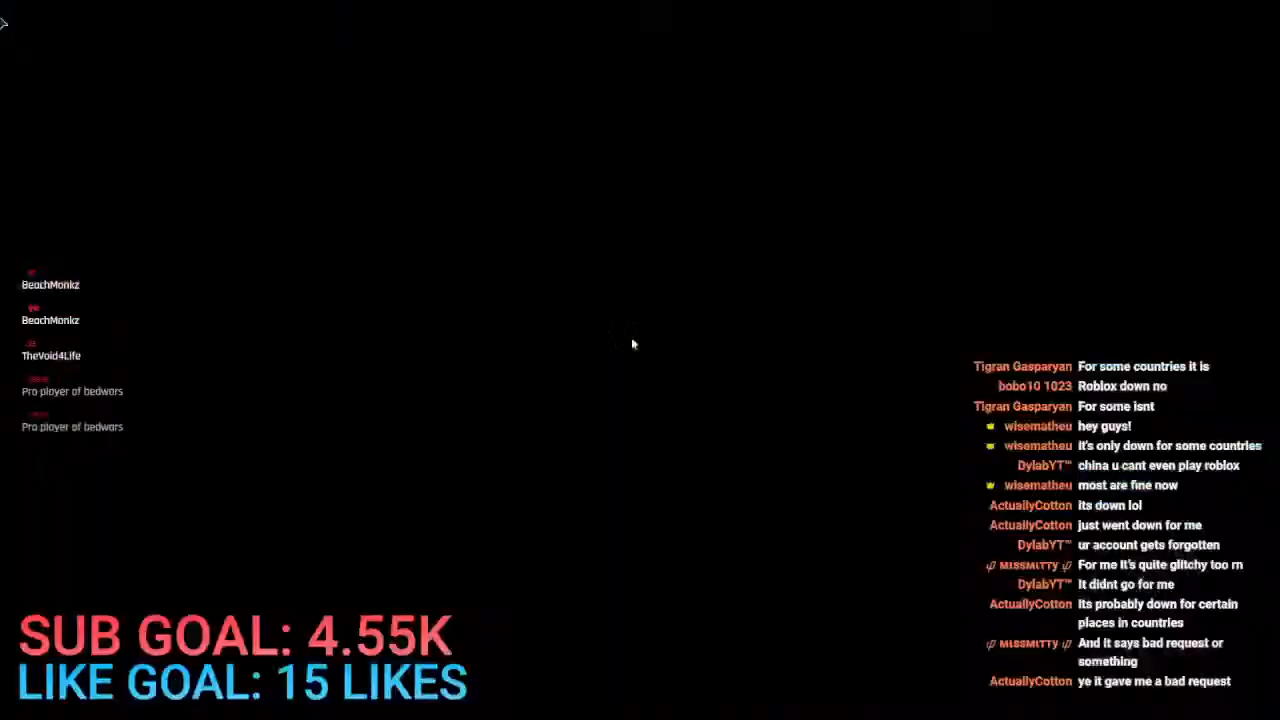 BeachMonkz
BeachMonkz
TheVoid4Life
Pro player of bedwars
Pro player of bedwars
Tigran Gasparyan For some countries it is
bobo10 1023 Roblox down no
Tigran Gasparyan For some isnt
wisematheu hey guys!
wisematheu it's only down for some countries
DylabYT™ china u cant even play roblox
wisematheu most are fine now
ActuallyCotton its down lol
ActuallyCotton just went down for me
DylabYT™ ur account gets forgotten
MISSMITTY For me it's quite glitchy too rn
DylabYT™ It didnt go for me
ActuallyCotton Its probably down for certain
places in countries
MISSMITTY And it says bad request or
something
ActuallyCotton ye it gave me a bad request
SUB GOAL: 4.55K
LIKE GOAL: 15 LIKES